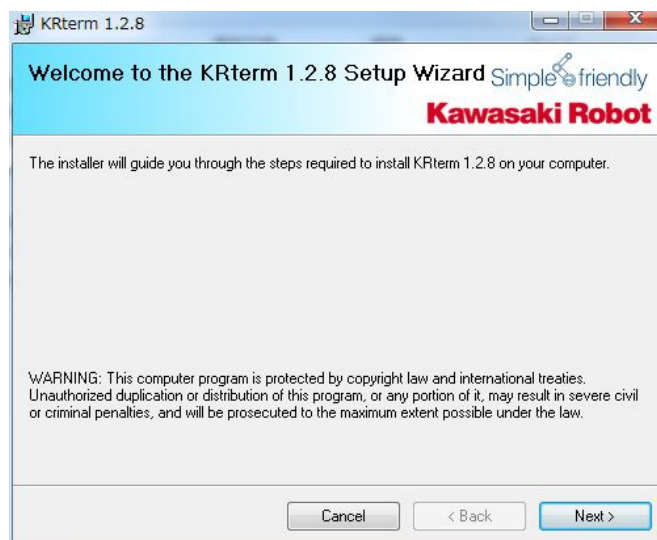 KRterm 1.2.8
Welcome to the KRterm 1.2.8 Setup Wizard
Simple friendly
Kawasaki Robot
The installer will guide you through the steps required to install KRterm 1.2.8 on your computer.
WARNING: This computer program is protected by copyright law and international treaties.
Unauthorized duplication or distribution of this program, or any portion of it, may result in severe civil
or criminal penalties, and will be prosecuted to the maximum extent possible under the law.
Cancel
< Back
Next >